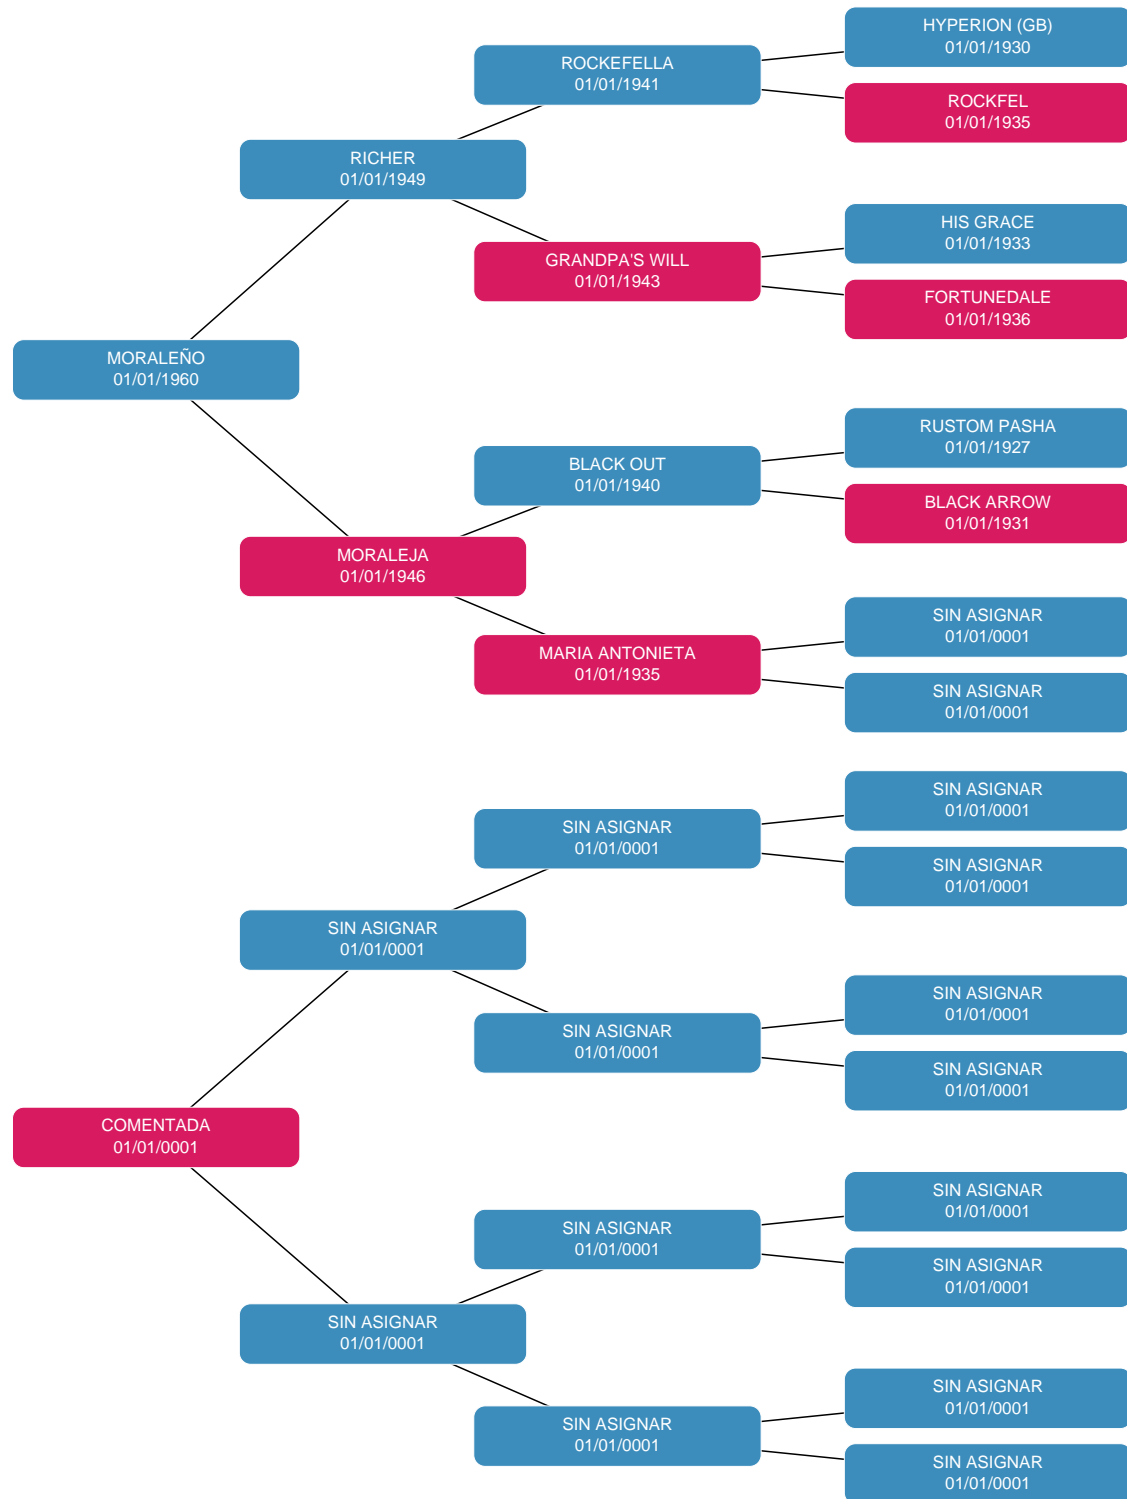 HYPERION (GB)
01/01/1930
ROCKEFELLA
01/01/1941
ROCKFEL
01/01/1935
RICHER
01/01/1949
HIS GRACE
01/01/1933
GRANDPA'S WILL
01/01/1943
FORTUNEDALE
01/01/1936
MORALEÑO
01/01/1960
RUSTOM PASHA
01/01/1927
BLACK OUT
01/01/1940
BLACK ARROW
01/01/1931
MORALEJA
01/01/1946
SIN ASIGNAR
01/01/0001
MARIA ANTONIETA
01/01/1935
SIN ASIGNAR
01/01/0001
SIN ASIGNAR
01/01/0001
SIN ASIGNAR
01/01/0001
SIN ASIGNAR
01/01/0001
SIN ASIGNAR
01/01/0001
SIN ASIGNAR
01/01/0001
SIN ASIGNAR
01/01/0001
SIN ASIGNAR
01/01/0001
COMENTADA
01/01/0001
SIN ASIGNAR
01/01/0001
SIN ASIGNAR
01/01/0001
SIN ASIGNAR
01/01/0001
SIN ASIGNAR
01/01/0001
SIN ASIGNAR
01/01/0001
SIN ASIGNAR
01/01/0001
SIN ASIGNAR
01/01/0001